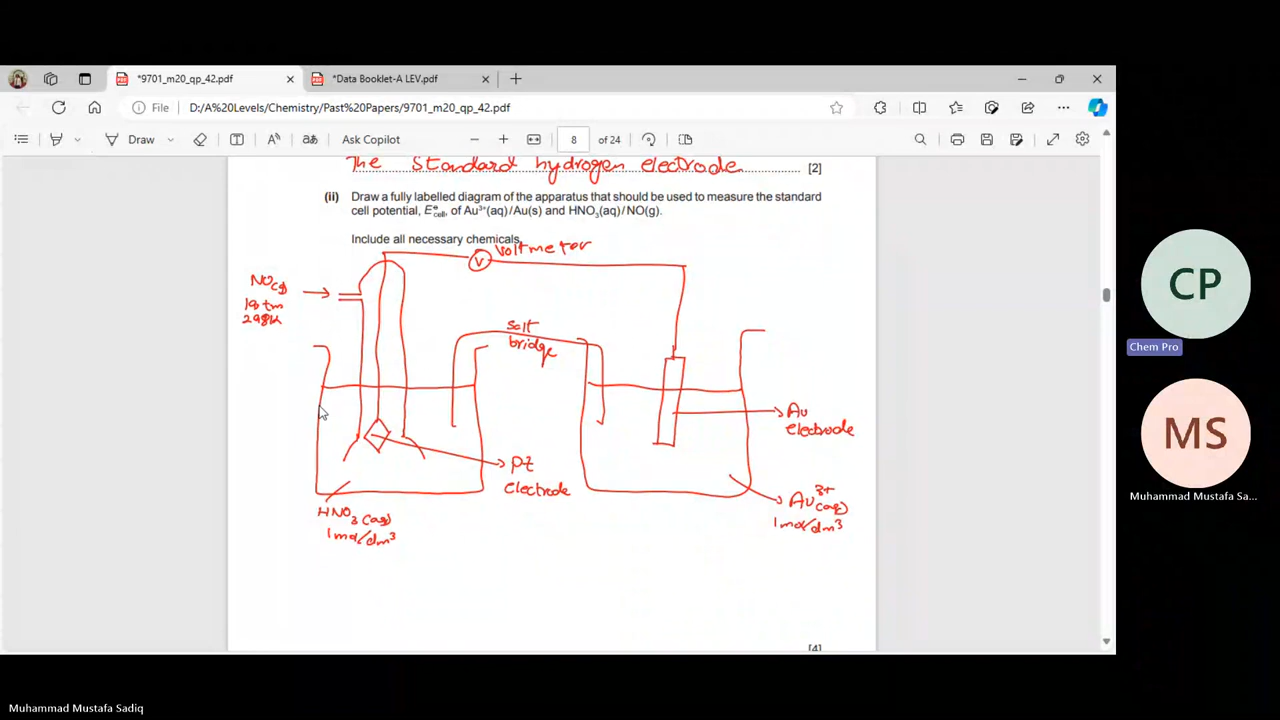 *9701_m20_qp_42.pdf
*Data Booklet-A LEV.pdf
File
D:/A%20Levels/Chemistry/Past%20Papers/9701_m20_qp_42.pdf
Draw
aあ
Ask Copilot
8
of 24
The Standard hydrogen electrode [2]
(ii) Draw a fully labelled diagram of the apparatus that should be used to measure the standard
cell potential, E⦵cell, of Au³⁺(aq)/Au(s) and HNO₃(aq)/NO(g).
Include all necessary chemicals.
Voltmeter
V
NO(g)
1atm
298K
salt
bridge
Au
electrode
Pt
electrode
HNO3(aq)
1mol/dm³
Au³⁺(aq)
1mol/dm³
[4]
CP
Chem Pro
MS
Muhammad Mustafa Sa...
Muhammad Mustafa Sadiq